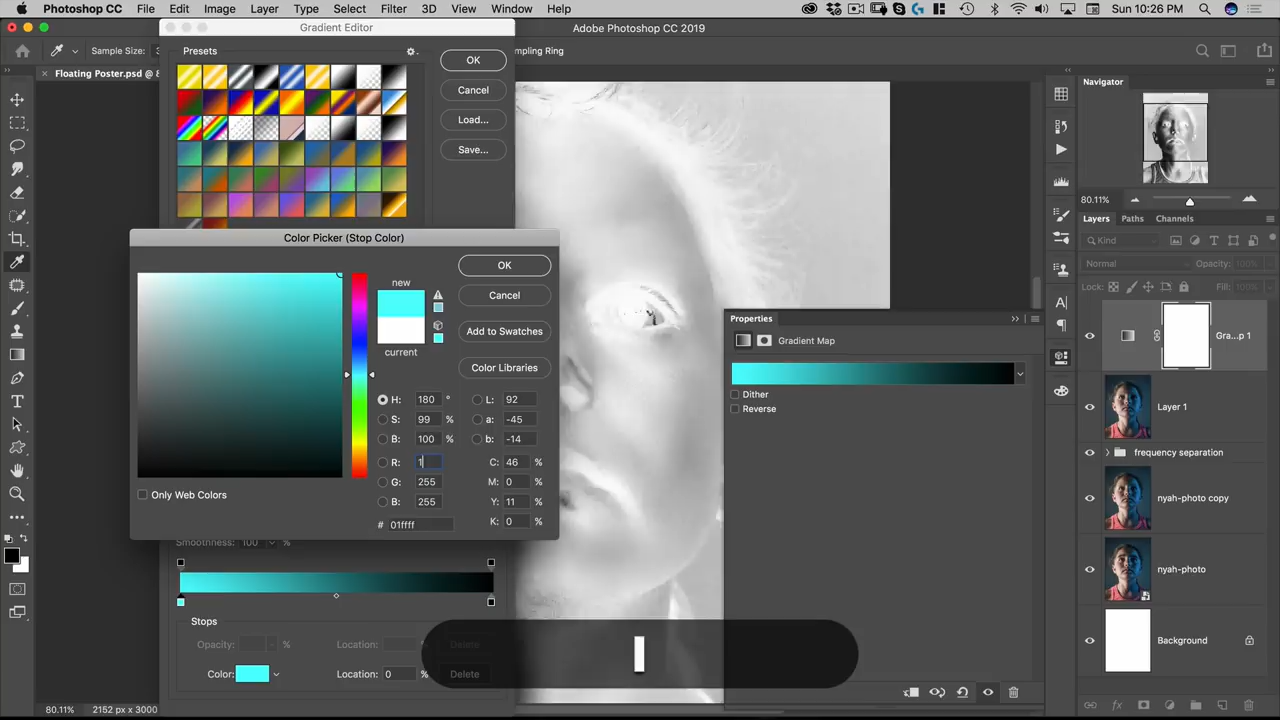 Photoshop CC File Edit Image Layer Type Select Filter 3D View Window Help Sun 10:26 PM
Gradient Editor Adobe Photoshop CC 2019
Sample Size: Presets mpling Ring
Floating Poster.psd @ 8
OK
Cancel
Load...
Save...
Navigator
80.11%
Layers Paths Channels
Kind
Normal Opacity: 100%
Lock: Fill: 100%
Gra...p 1
Layer 1
frequency separation
nyah-photo copy
nyah-photo
Background
Color Picker (Stop Color)
new
current
OK
Cancel
Add to Swatches
Color Libraries
H: 180 ° L: 92
S: 99 % a: -45
B: 100 % b: -14
R: 1 C: 46 %
G: 255 M: 0 %
B: 255 Y: 11 %
# 01ffff K: 0 %
Only Web Colors
Properties
Gradient Map
Dither
Reverse
Smoothness: 100 %
Stops
Opacity: % Location: Delete
Color: Location: 0 % Delete
80.11% 2152 px x 3000